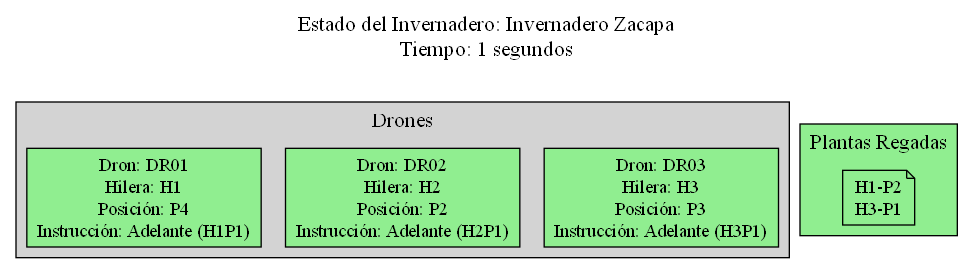 Estado del Invernadero: Invernadero Zacapa
Tiempo: 1 segundos
Drones
Dron: DR01
Hilera: H1
Posición: P4
Instrucción: Adelante (H1P1)
Dron: DR02
Hilera: H2
Posición: P2
Instrucción: Adelante (H2P1)
Dron: DR03
Hilera: H3
Posición: P3
Instrucción: Adelante (H3P1)
Plantas Regadas
H1-P2
H3-P1